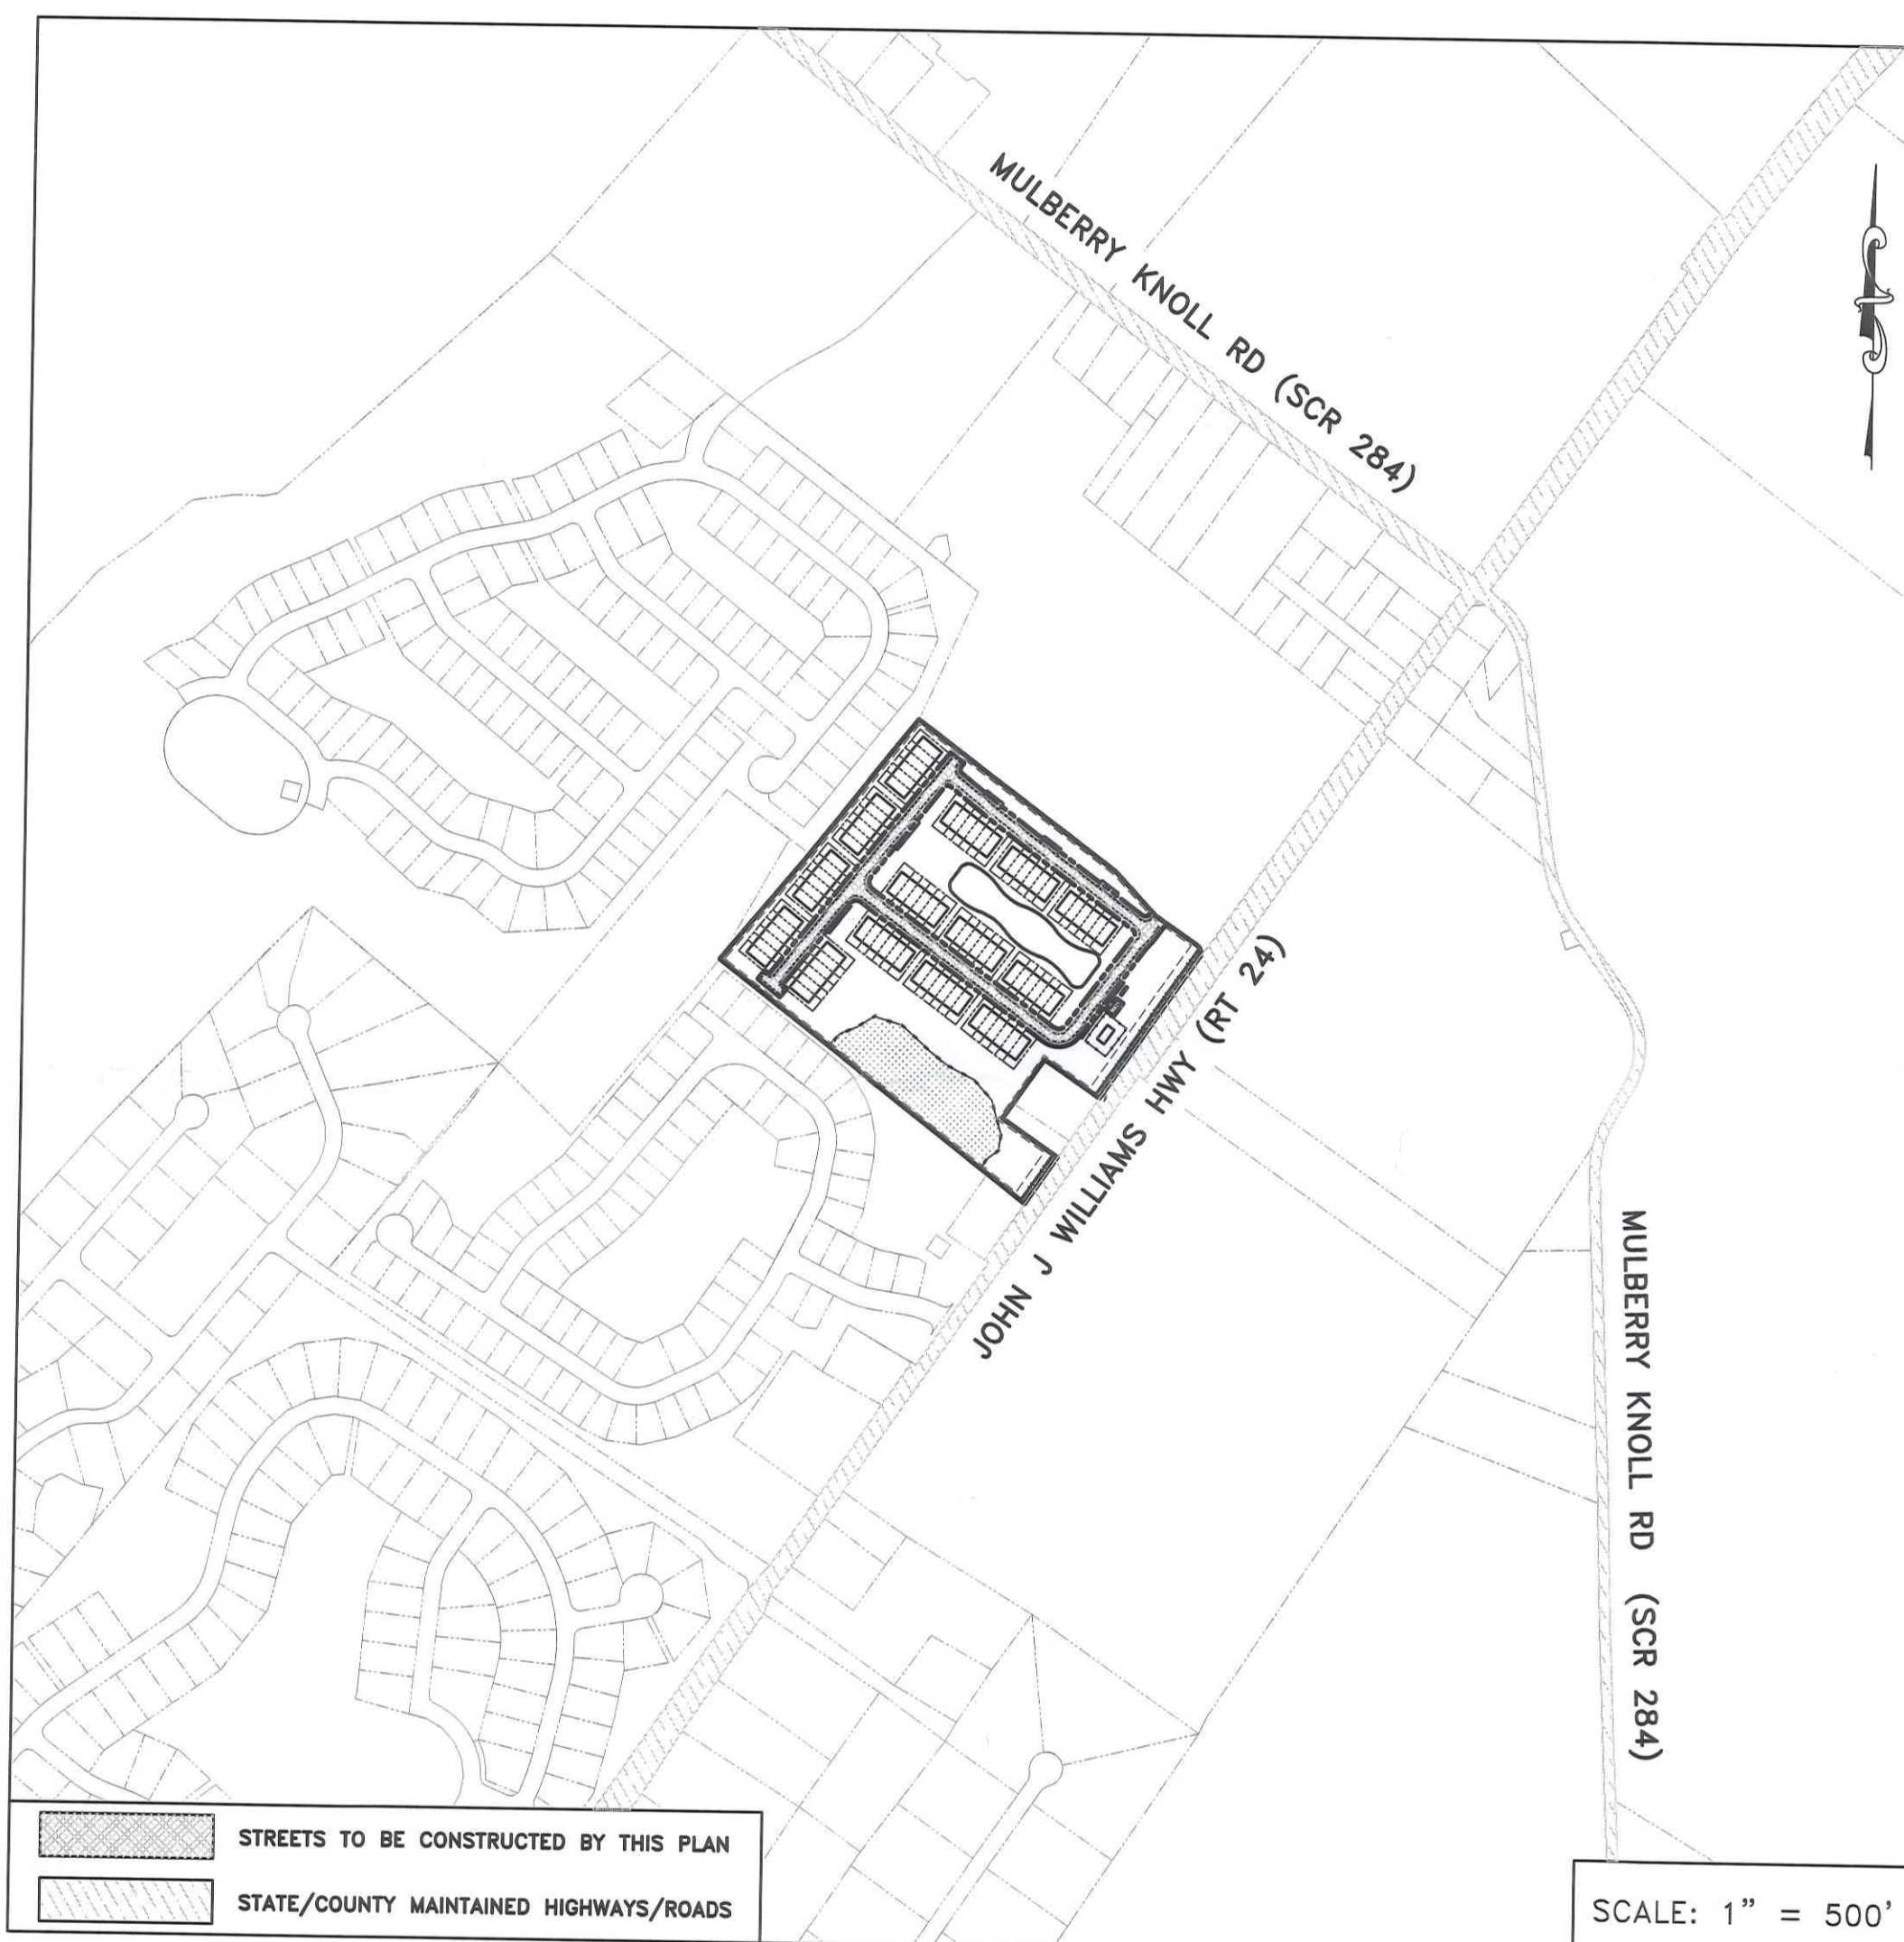 MULBERRY KNOLL RD (SCR 284)
JOHN J WILLIAMS HWY (RT 24)
MULBERRY KNOLL RD (SCR 284)
STREETS TO BE CONSTRUCTED BY THIS PLAN
STATE/COUNTY MAINTAINED HIGHWAYS/ROADS
SCALE: 1" = 500'